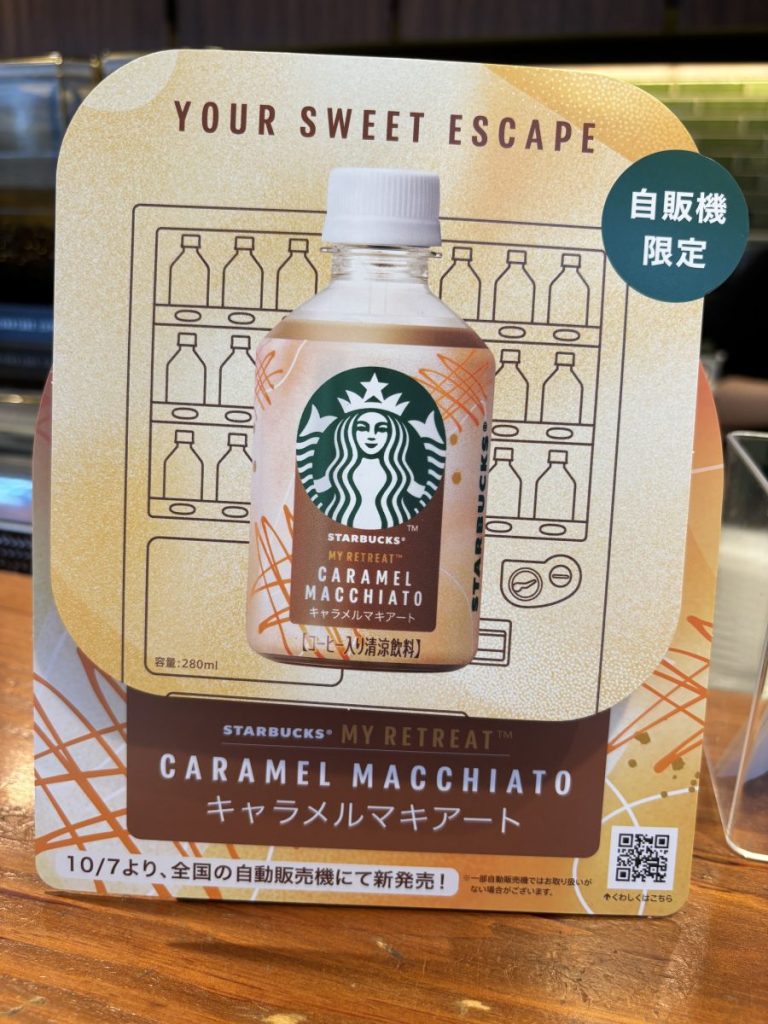 YOUR SWEET ESCAPE
自販機
限定
STARBUCKS®
STARBUCKS®
MY RETREAT™
CARAMEL
MACCHIATO
キャラメルマキアート
【コーヒー入り清涼飲料】
TM
容量:280ml
STARBUCKS® MY RETREAT™
CARAMEL MACCHIATO
キャラメルマキアート
10/7より、全国の自動販売機にて新発売!
※一部自動販売機ではお取り扱いが
ない場合がございます。
↑くわしくはこちら